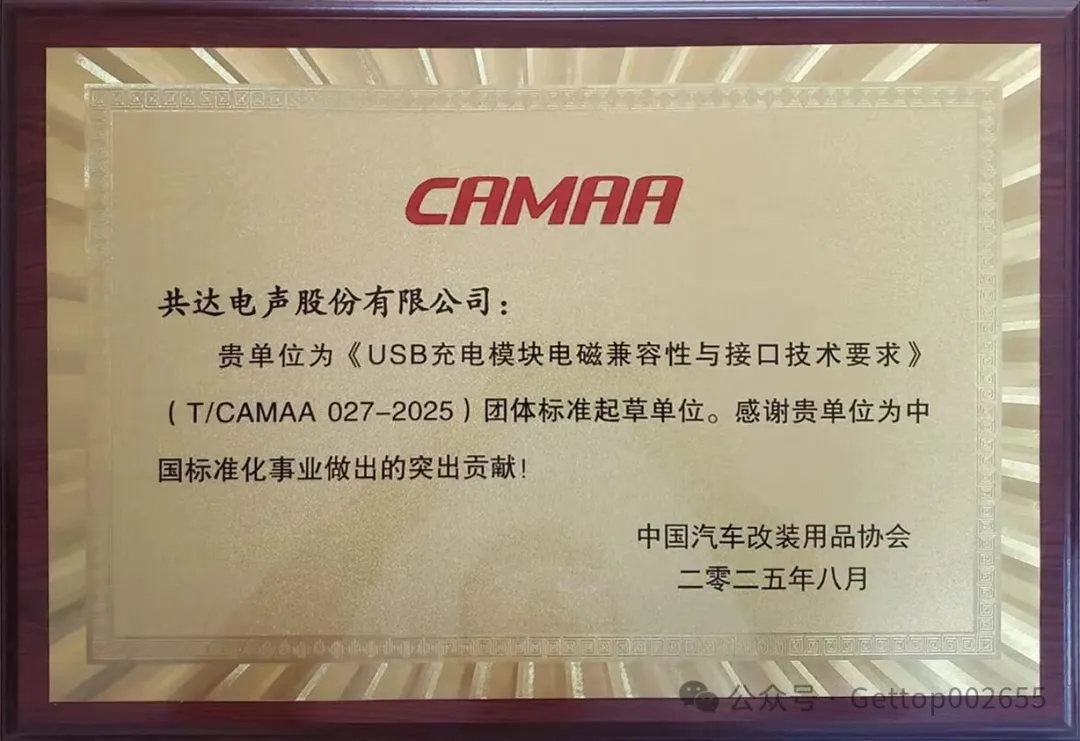 CAMAA
共达电声股份有限公司：
贵单位为《USB充电模块电磁兼容性与接口技术要求》
（T/CAMAA 027-2025）团体标准起草单位。感谢贵单位为中
国标准化事业做出的突出贡献！
中国汽车改装用品协会
二零二五年八月
公众号 · Gettop002655